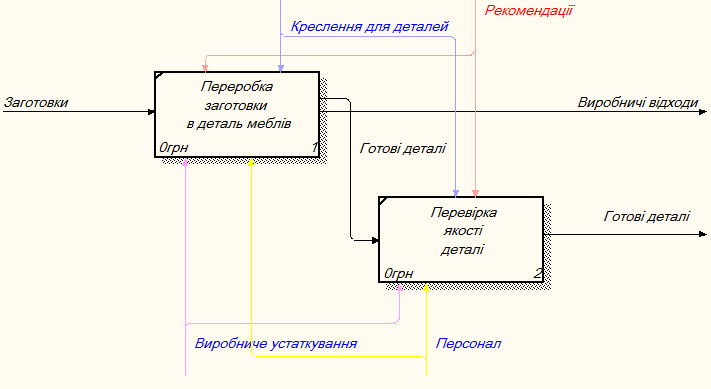 Рекомендації
Креслення для деталей
Заготовки
Переробка
заготовки
в деталь меблів
0грн
1
Виробничі відходи
Готові деталі
Перевірка
якості
деталі
0грн
2
Готові деталі
Виробниче устаткування
Персонал